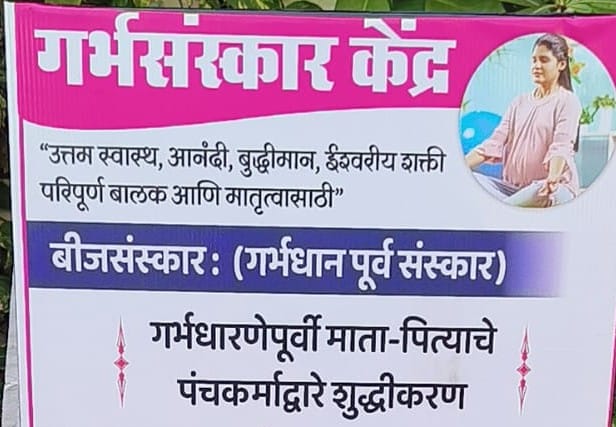 गर्भसंस्कार केंद्र
“उत्तम स्वास्थ, आनंदी, बुद्धीमान, ईश्वरीय शक्ती
परिपूर्ण बालक आणि मातृत्वासाठी”
बीजसंस्कार : (गर्भधान पूर्व संस्कार)
गर्भधारणेपूर्वी माता-पित्याचे
पंचकर्माद्वारे शुद्धीकरण